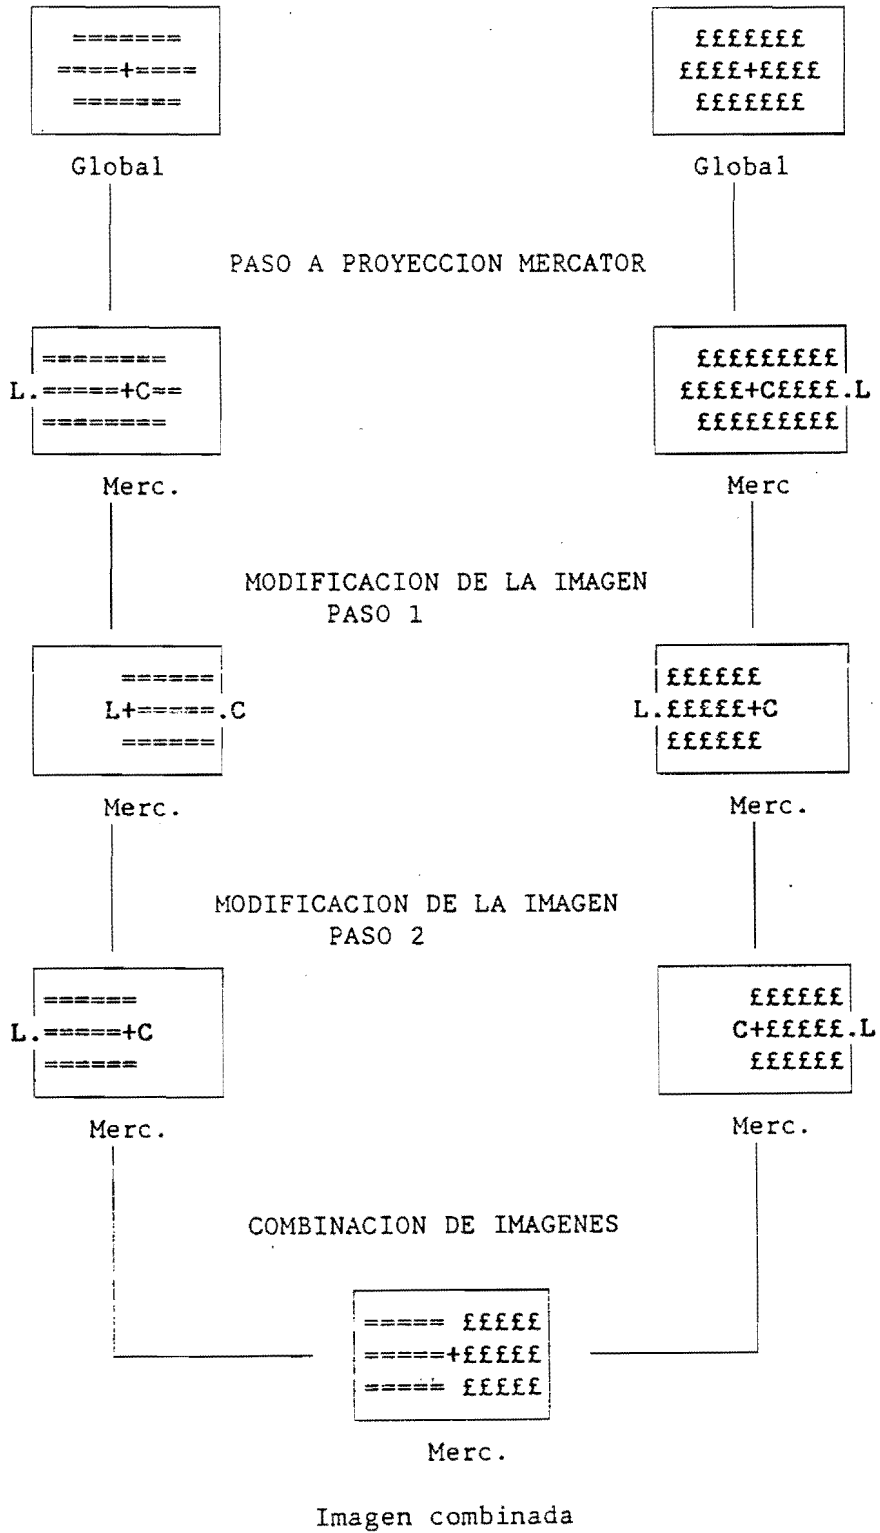 =======    £££££££
====+====    ££££+££££
=======    £££££££
Global    Global
PASO A PROYECCION MERCATOR
========    £££££££££
L.=====+C==    ££££+C££££.L
========    £££££££££
Merc.    Merc
MODIFICACION DE LA IMAGEN
PASO 1
======    ££££££
L+=====.C    L.£££££+C
======    ££££££
Merc.    Merc.
MODIFICACION DE LA IMAGEN
PASO 2
======    ££££££
L.=====+C    C+£££££.L
======    ££££££
Merc.    Merc.
COMBINACION DE IMAGENES
===== £££££
=====+£££££
===== £££££
Merc.
Imagen combinada